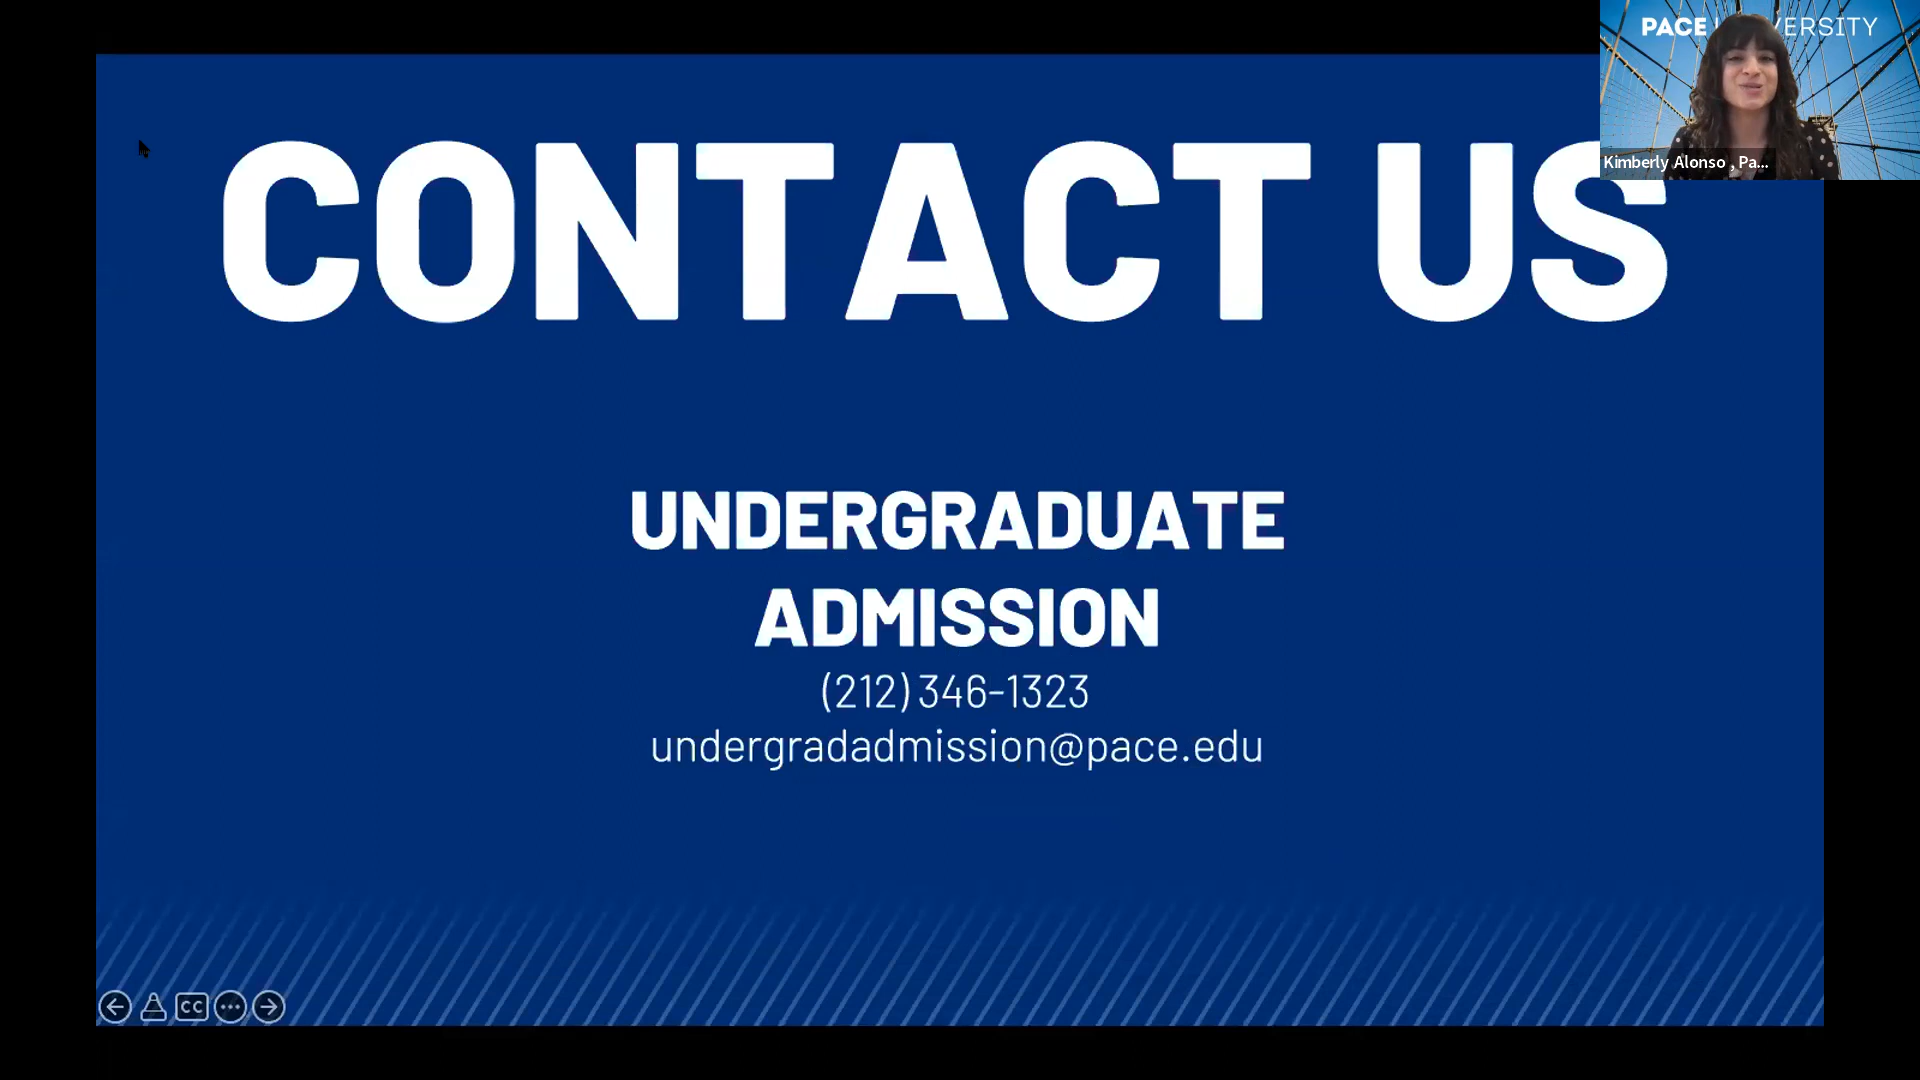 PACE
ERSITY
Kimberly Alonso , Pa...
CONTACT US
UNDERGRADUATE
ADMISSION
(212) 346-1323
undergradadmission@pace.edu
CC